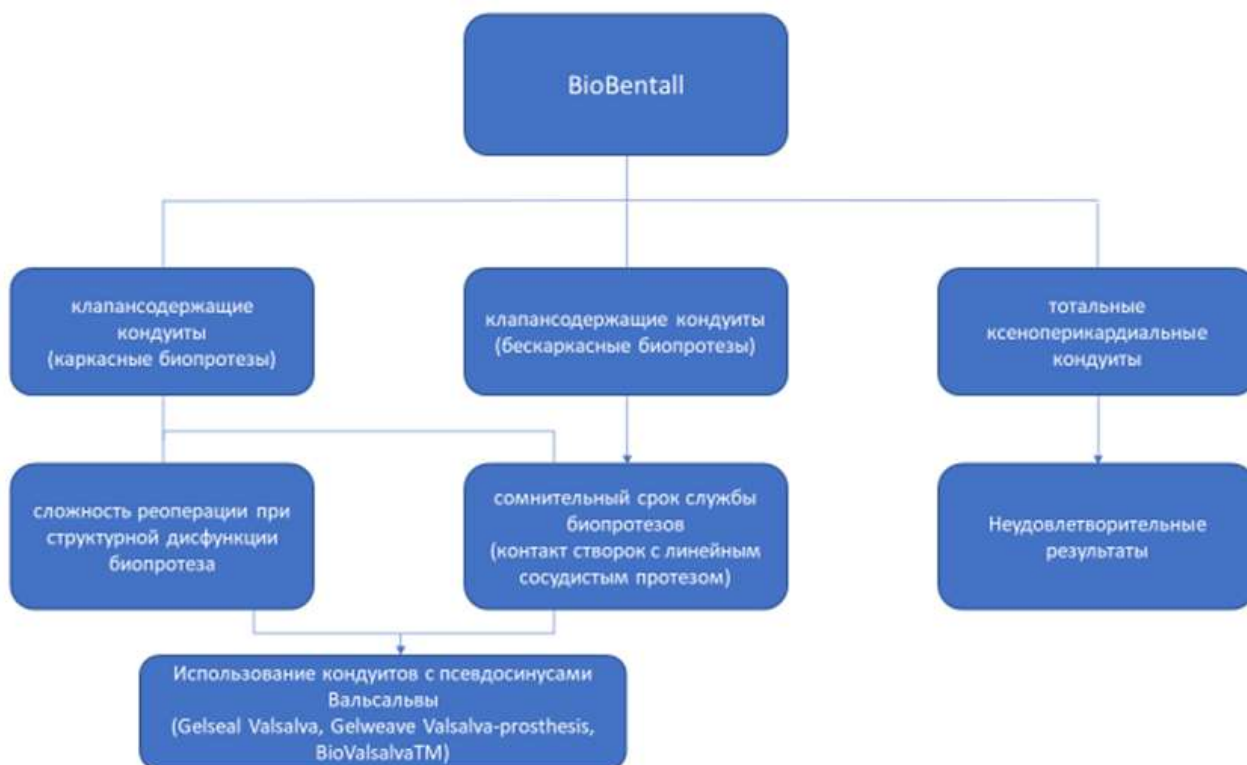 BioBentall
клапансодержащие
кондуиты
(каркасные биопротезы)
клапансодержащие кондуиты
(бескаркасные биопротезы)
тотальные
ксеноперикардиальные
кондуиты
сложность реоперации при
структурной дисфункции
биопротеза
сомнительный срок службы
биопротезов
(контакт створок с линейным
сосудистым протезом)
Неудовлетворительные
результаты
Использование кондуитов с псевдосинусами
Вальсальвы
(Gelseal Valsalva, Gelweave Valsalva-prosthesis,
BioValsalvaTM)